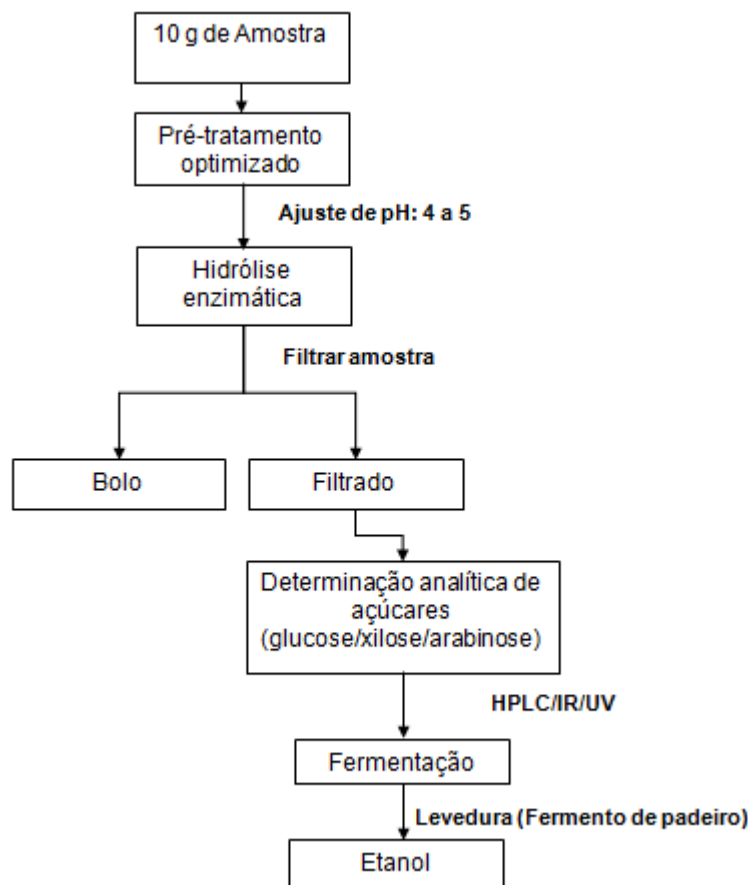 10 g de Amostra
Pré-tratamento
optimizado
Ajuste de pH: 4 a 5
Hidrólise
enzimática
Filtrar amostra
Bolo
Filtrado
Determinação analítica de
açúcares
(glucose/xilose/arabinose)
HPLC/IR/UV
Fermentação
Levedura (Fermento de padeiro)
Etanol